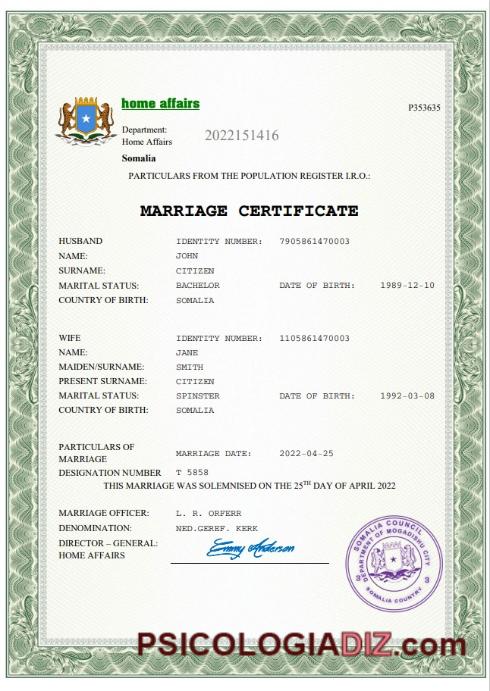 home affairs
P353635
Department:
2022151416
Home Affairs
Somalia
PARTICULARS FROM THE POPULATION REGISTER I.R.O.:
MARRIAGE CERTIFICATE
HUSBAND IDENTITY NUMBER: 7905861470003
NAME: JOHN
SURNAME: CITIZEN
MARITAL STATUS: BACHELOR DATE OF BIRTH: 1989-12-10
COUNTRY OF BIRTH: SOMALIA
WIFE IDENTITY NUMBER: 1105861470003
NAME: JANE
MAIDEN/SURNAME: SMITH
PRESENT SURNAME: CITIZEN
MARITAL STATUS: SPINSTER DATE OF BIRTH: 1992-03-08
COUNTRY OF BIRTH: SOMALIA
PARTICULARS OF
MARRIAGE MARRIAGE DATE: 2022-04-25
DESIGNATION NUMBER T 5858
THIS MARRIAGE WAS SOLEMNISED ON THE 25TH DAY OF APRIL 2022
MARRIAGE OFFICER: L. R. ORFERR
DENOMINATION: NED.GEREF. KERK
DIRECTOR – GENERAL: Emmy Anderson
HOME AFFAIRS
SOMALIA COUNCIL
DEPARTMENT OF MOGADISHU CITY
3 3
SOMALIA COUNTRY
PSICOLOGIADIZ.com